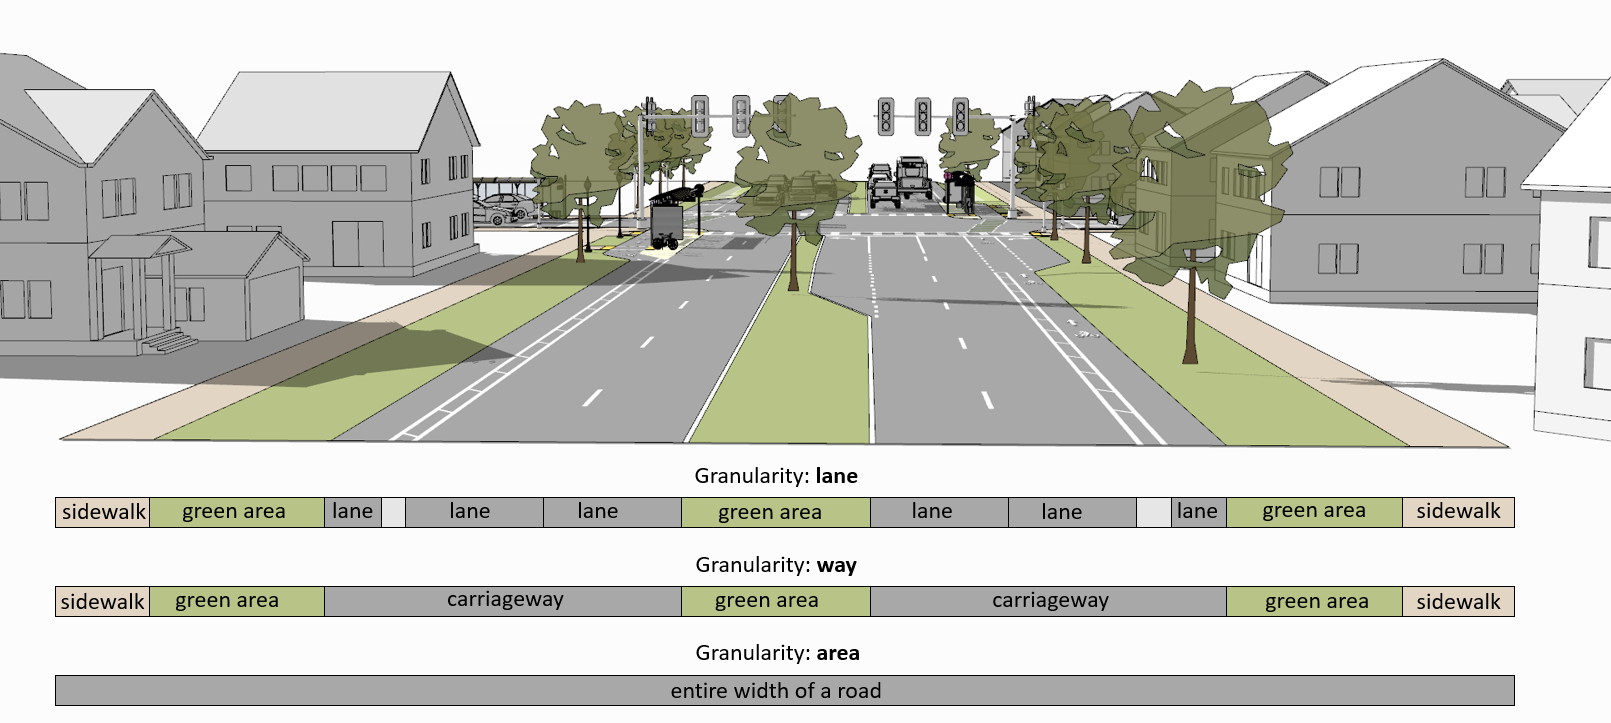 Granularity: lane
sidewalk green area lane lane lane green area lane lane lane green area sidewalk
Granularity: way
sidewalk green area carriageway green area carriageway green area sidewalk
Granularity: area
entire width of a road